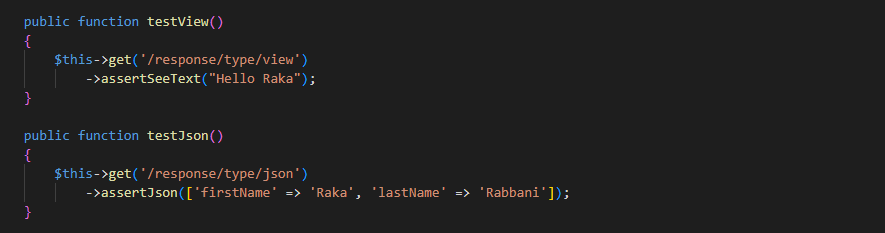 public function testView()
{
    $this->get('/response/type/view')
        ->assertSeeText("Hello Raka");
}

public function testJson()
{
    $this->get('/response/type/json')
        ->assertJson(['firstName' => 'Raka', 'lastName' => 'Rabbani']);
}